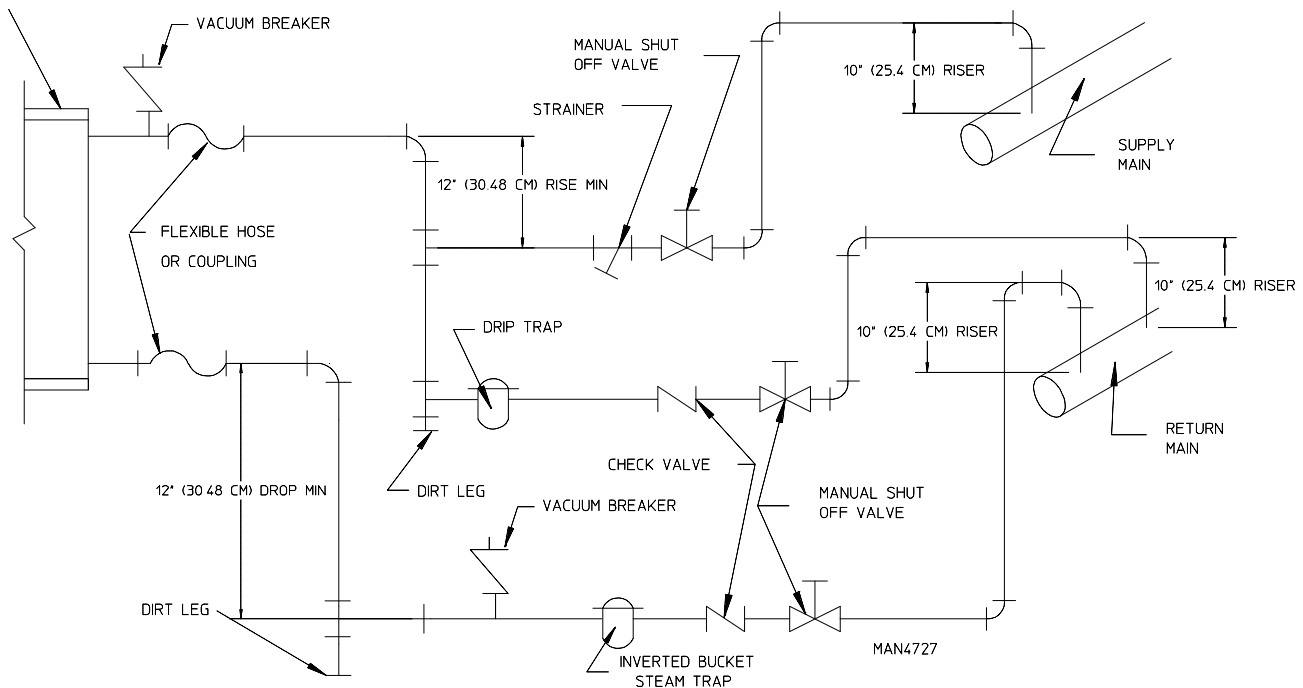 VACUUM BREAKER
MANUAL SHUT
OFF VALVE
10" (25.4 CM) RISER
STRAINER
SUPPLY
MAIN
12" (30.48 CM) RISE MIN
FLEXIBLE HOSE
OR COUPLING
10" (25.4 CM) RISER
DRIP TRAP
10" (25.4 CM) RISER
RETURN
MAIN
CHECK VALVE
12" (30.48 CM) DROP MIN
DIRT LEG
MANUAL SHUT
OFF VALVE
VACUUM BREAKER
DIRT LEG
MAN4727
INVERTED BUCKET
STEAM TRAP